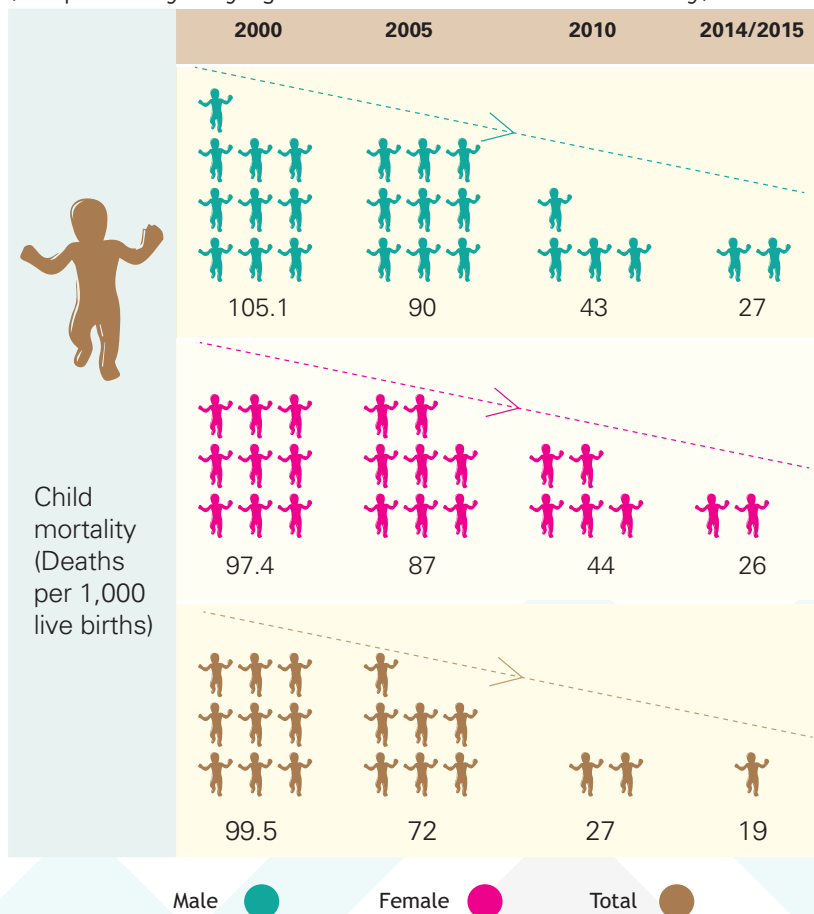 2000 2005 2010 2014/2015
105.1 90 43 27
97.4 87 44 26
Child
mortality
(Deaths
per 1,000
live births)
99.5 72 27 19
Male Female Total